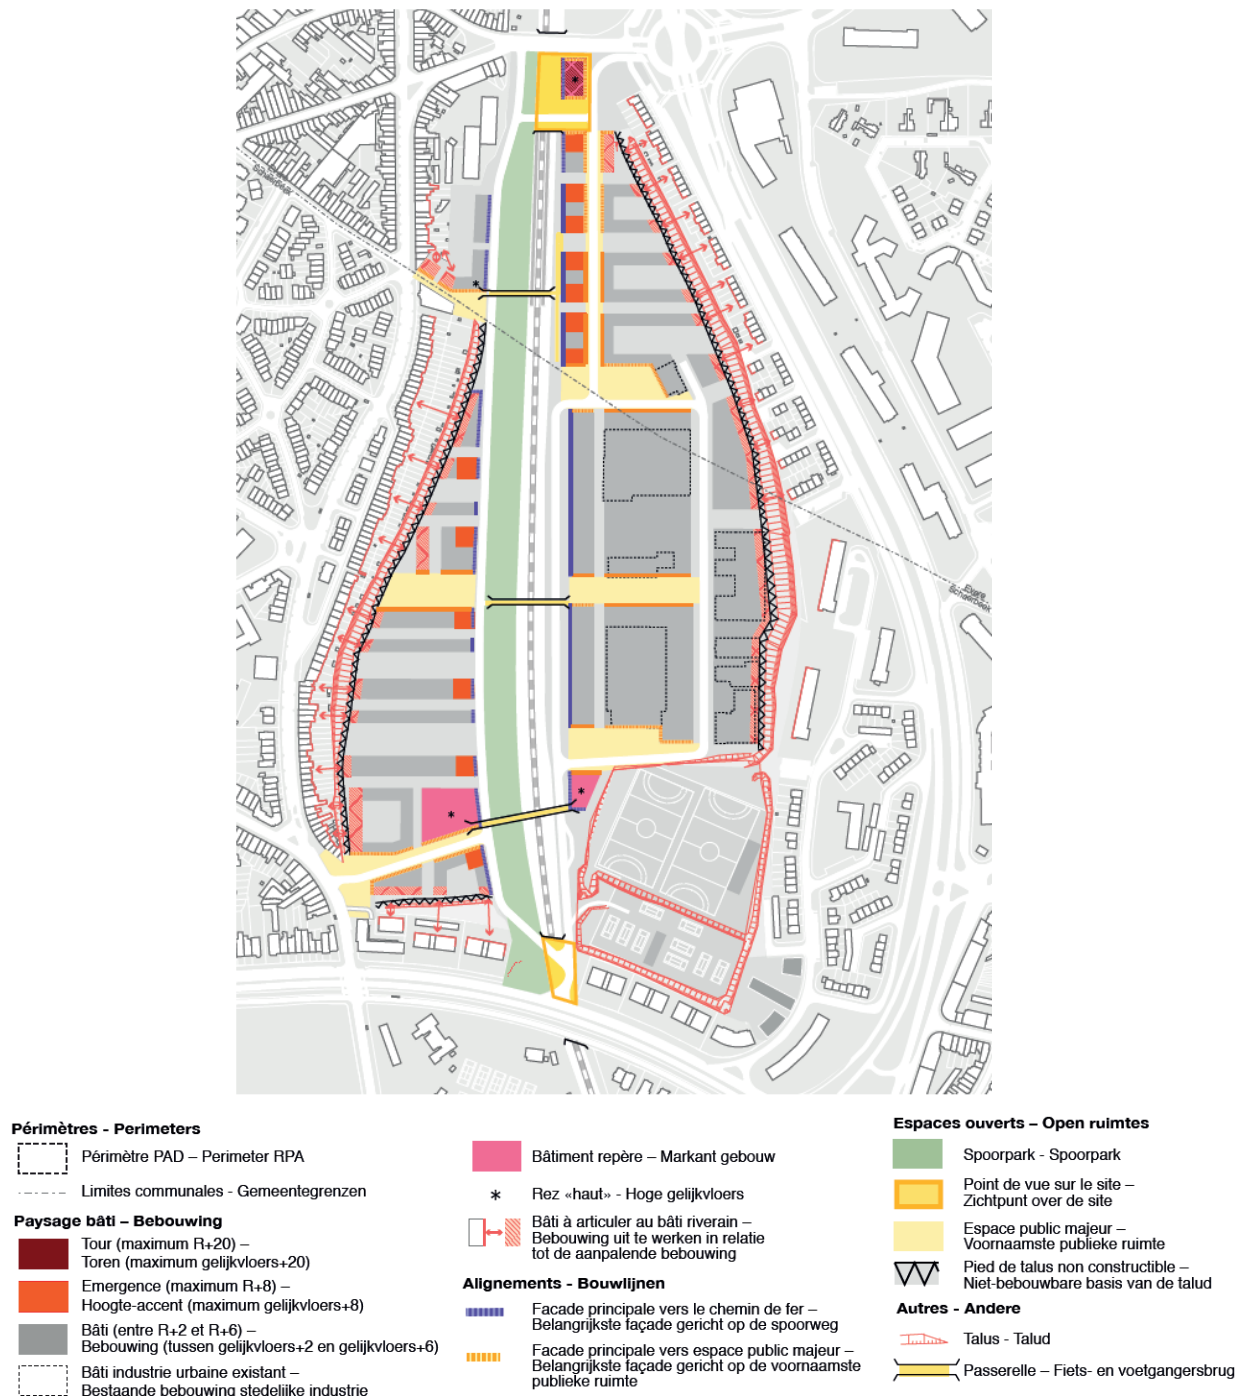 Evere
Schaerbeek
Evere
Schaerbeek
*
*
*
*
Périmètres - Perimeters
Périmètre PAD – Perimeter RPA
Limites communales - Gemeentegrenzen
Paysage bâti – Bebouwing
Tour (maximum R+20) –
Toren (maximum gelijkvloers+20)
Emergence (maximum R+8) –
Hoogte-accent (maximum gelijkvloers+8)
Bâti (entre R+2 et R+6) –
Bebouwing (tussen gelijkvloers+2 en gelijkvloers+6)
Bâti industrie urbaine existant –
Bestaande bebouwing stedelijke industrie
Bâtiment repère – Markant gebouw
* Rez «haut» - Hoge gelijkvloers
Bâti à articuler au bâti riverain –
Bebouwing uit te werken in relatie
tot de aanpalende bebouwing
Alignements - Bouwlijnen
Facade principale vers le chemin de fer –
Belangrijkste façade gericht op de spoorweg
Facade principale vers espace public majeur –
Belangrijkste façade gericht op de voornaamste
publieke ruimte
Espaces ouverts – Open ruimtes
Spoorpark - Spoorpark
Point de vue sur le site –
Zichtpunt over de site
Espace public majeur –
Voornaamste publieke ruimte
Pied de talus non constructible –
Niet-bebouwbare basis van de talud
Autres - Andere
Talus - Talud
Passerelle – Fiets- en voetgangersbrug